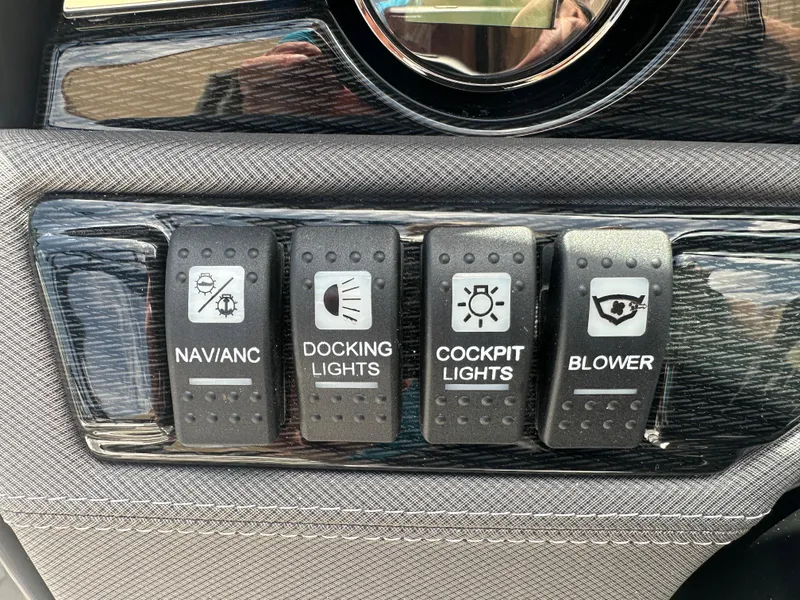 NAV/ANC
DOCKING
LIGHTS
COCKPIT
LIGHTS
BLOWER